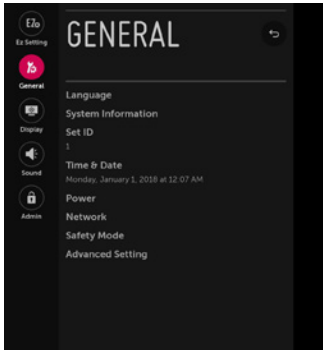 Ez Setting
GENERAL
General
Language
System Information
Set ID
1
Display
Time & Date
Monday, January 1, 2018 at 12:07 AM
Sound
Power
Network
Admin
Safety Mode
Advanced Setting